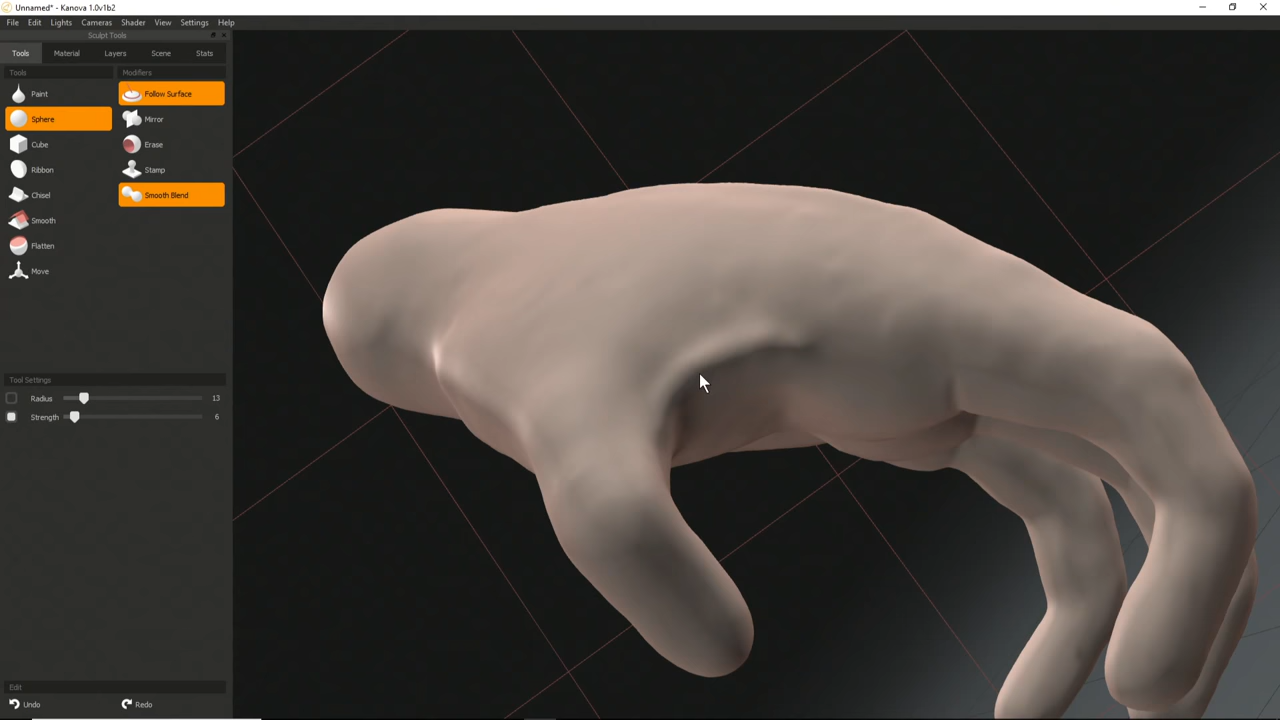 Unnamed* - Kanova 1.0v1b2
File Edit Lights Cameras Shader View Settings Help
Sculpt Tools
Tools Material Layers Scene Stats
Tools Modifiers
Paint Follow Surface
Sphere Mirror
Cube Erase
Ribbon Stamp
Chisel Smooth Blend
Smooth
Flatten
Move
Tool Settings
Radius 13
Strength 6
Edit
Undo Redo